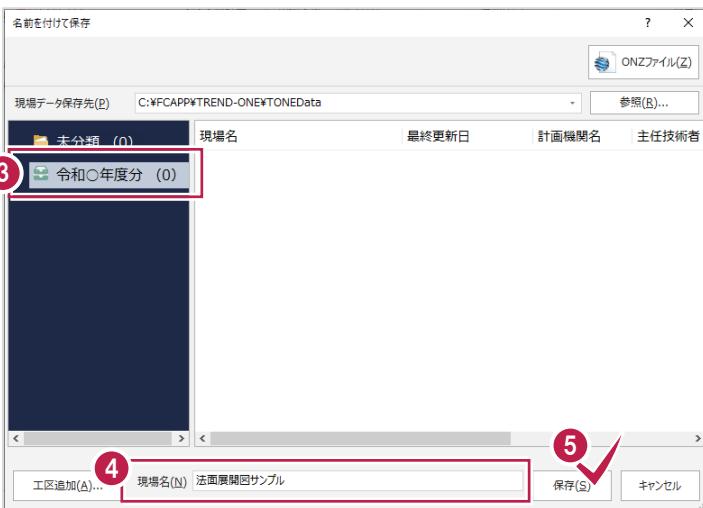 名前を付けて保存 ? ×
ONZファイル(Z)
現場データ保存先(P) C:¥FCAPP¥TREND-ONE¥TONEData 参照(R)...
未分類 (0) 現場名 最終更新日 計画機関名 主任技術者
3 令和○年度分 (0)
4 5
工区追加(A)... 現場名(N) 法面展開図サンプル 保存(S) キャンセル